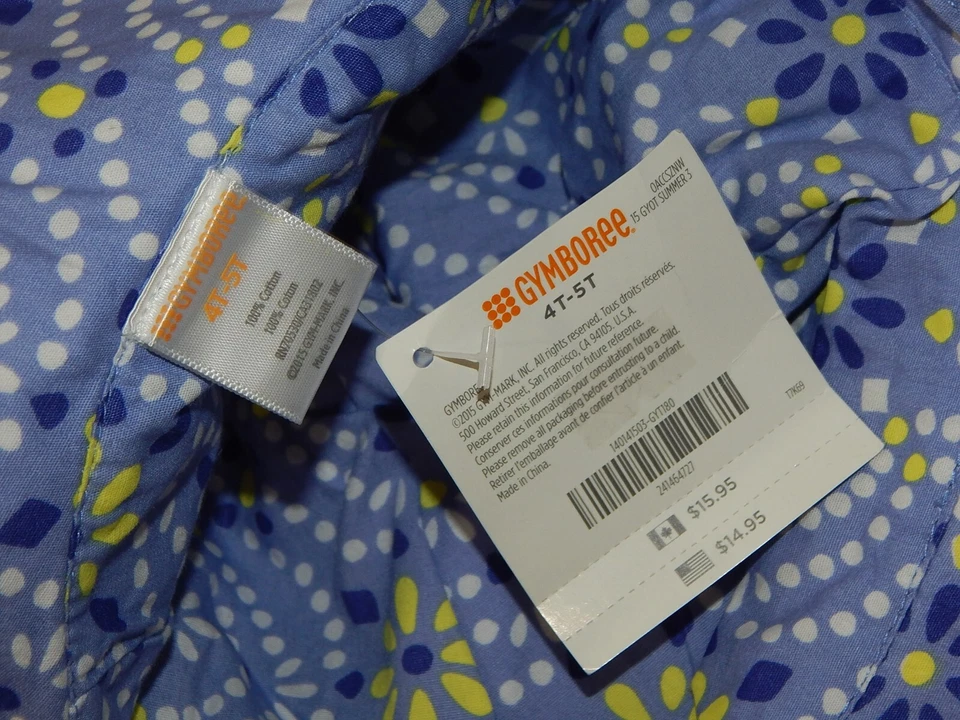 GYMBOREE
4T-5T
100% Cotton
100% Coton
©2015 GYM-MARK, INC.
Made in China
0ACCSZNW
15 GYOT SUMMER 3
GYMBOREE
4T-5T
GYMBOREE
©2015 GYM-MARK, INC. All rights reserved. Tous droits réservés.
500 Howard Street, San Francisco, CA 94105. U.S.A.
Please retain this information for future reference.
Conserver ces informations pour consultation future.
Please remove all packaging before entrusting to a child.
Retirer l'emballage avant de confier l'article à un enfant.
Made in China.
140141503-GYT180
241464727
T7K69
$15.95
$14.95